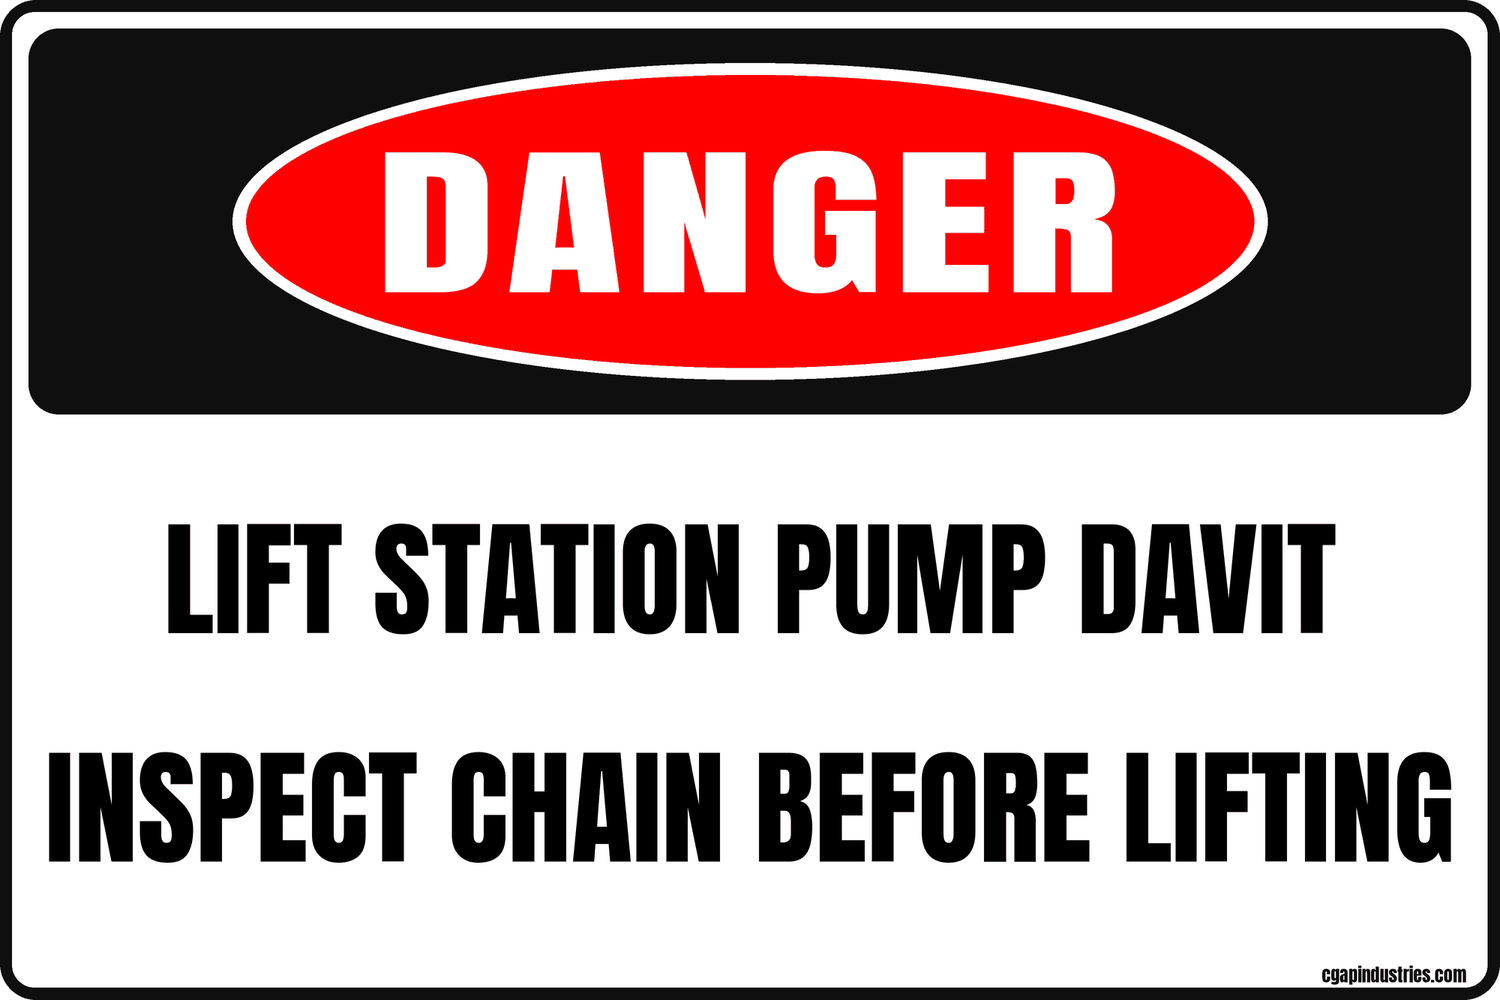 DANGER
LIFT STATION PUMP DAVIT
INSPECT CHAIN BEFORE LIFTING
cgapindustries.com